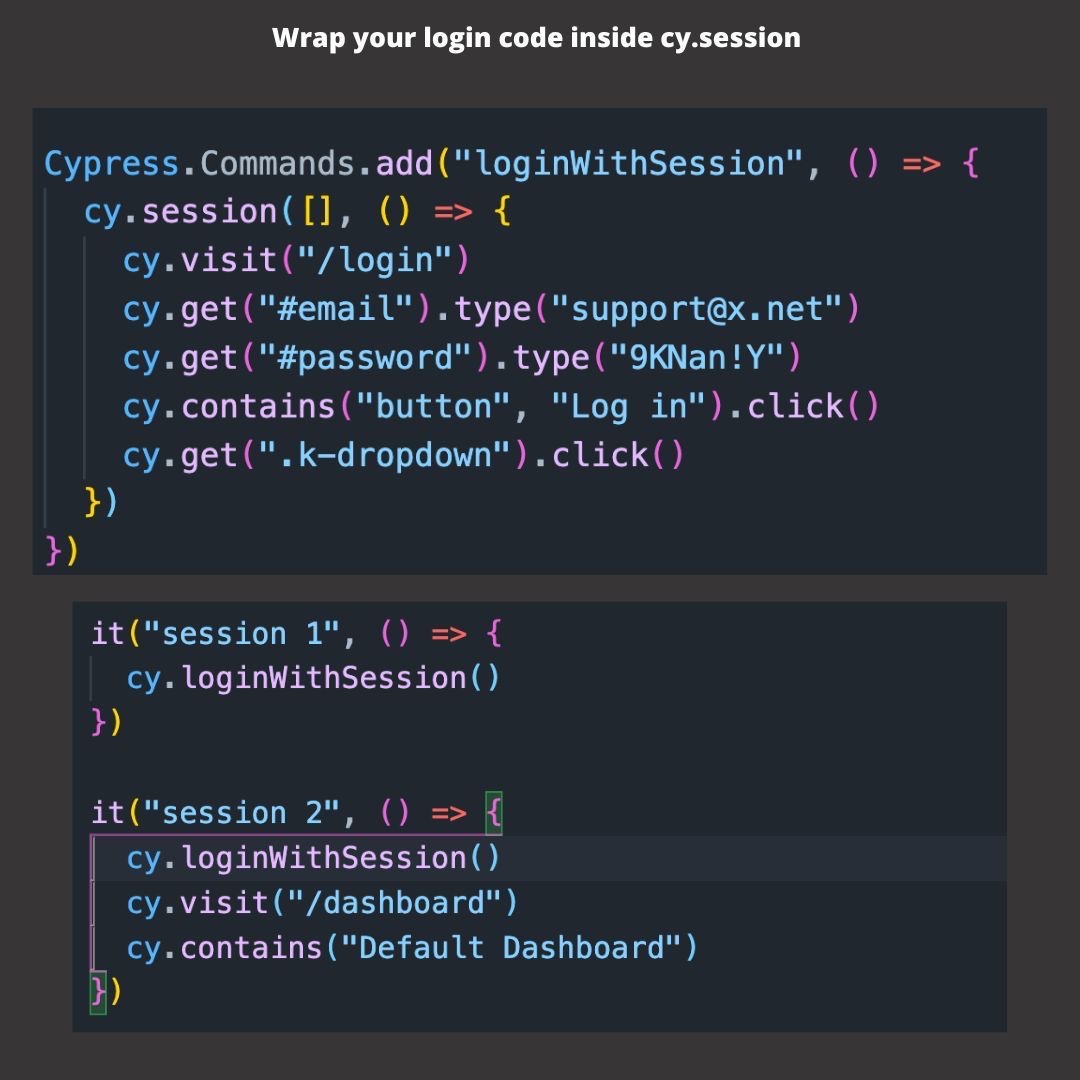 Wrap your login code inside cy.session
Cypress.Commands.add("loginWithSession", () => {
cy.session([], () => {
cy.visit("/login")
cy.get("#email").type("support@x.net")
cy.get("#password").type("9KNan!Y")
cy.contains("button", "Log in").click()
cy.get(".k-dropdown").click()
})
})
it("session 1", () => {
cy.loginWithSession()
})
it("session 2", () => {
cy.loginWithSession()
cy.visit("/dashboard")
cy.contains("Default Dashboard")
})